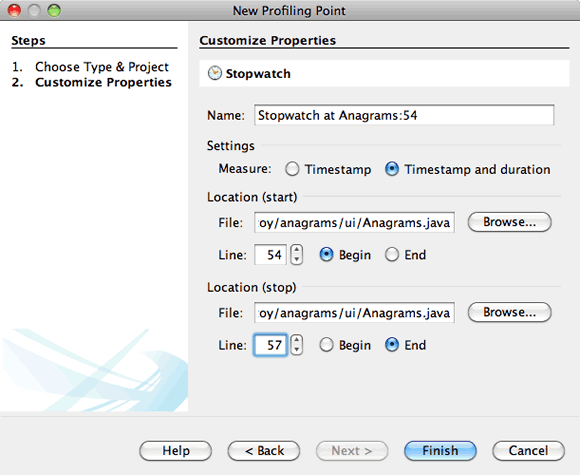 New Profiling Point
Steps
1. Choose Type & Project
2. Customize Properties
Customize Properties
Stopwatch
Name: Stopwatch at Anagrams:54
Settings
Measure: Timestamp Timestamp and duration
Location (start)
File: oy/anagrams/ui/Anagrams.java Browse...
Line: 54 Begin End
Location (stop)
File: oy/anagrams/ui/Anagrams.java Browse...
Line: 57 Begin End
Help < Back Next > Finish Cancel